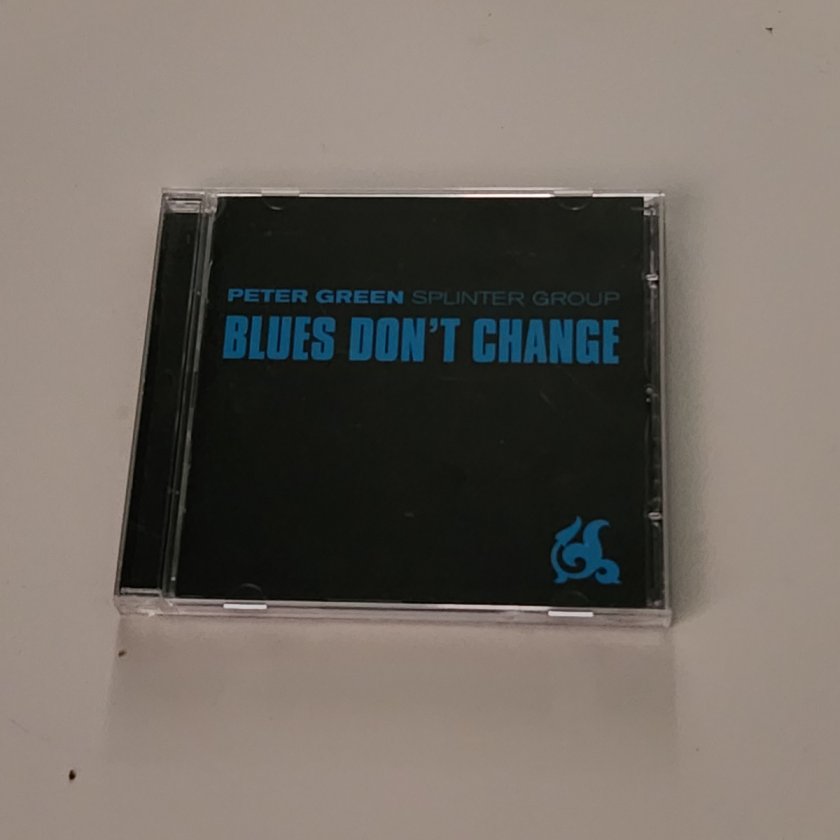 PETER GREEN SPLINTER GROUP
BLUES DON'T CHANGE